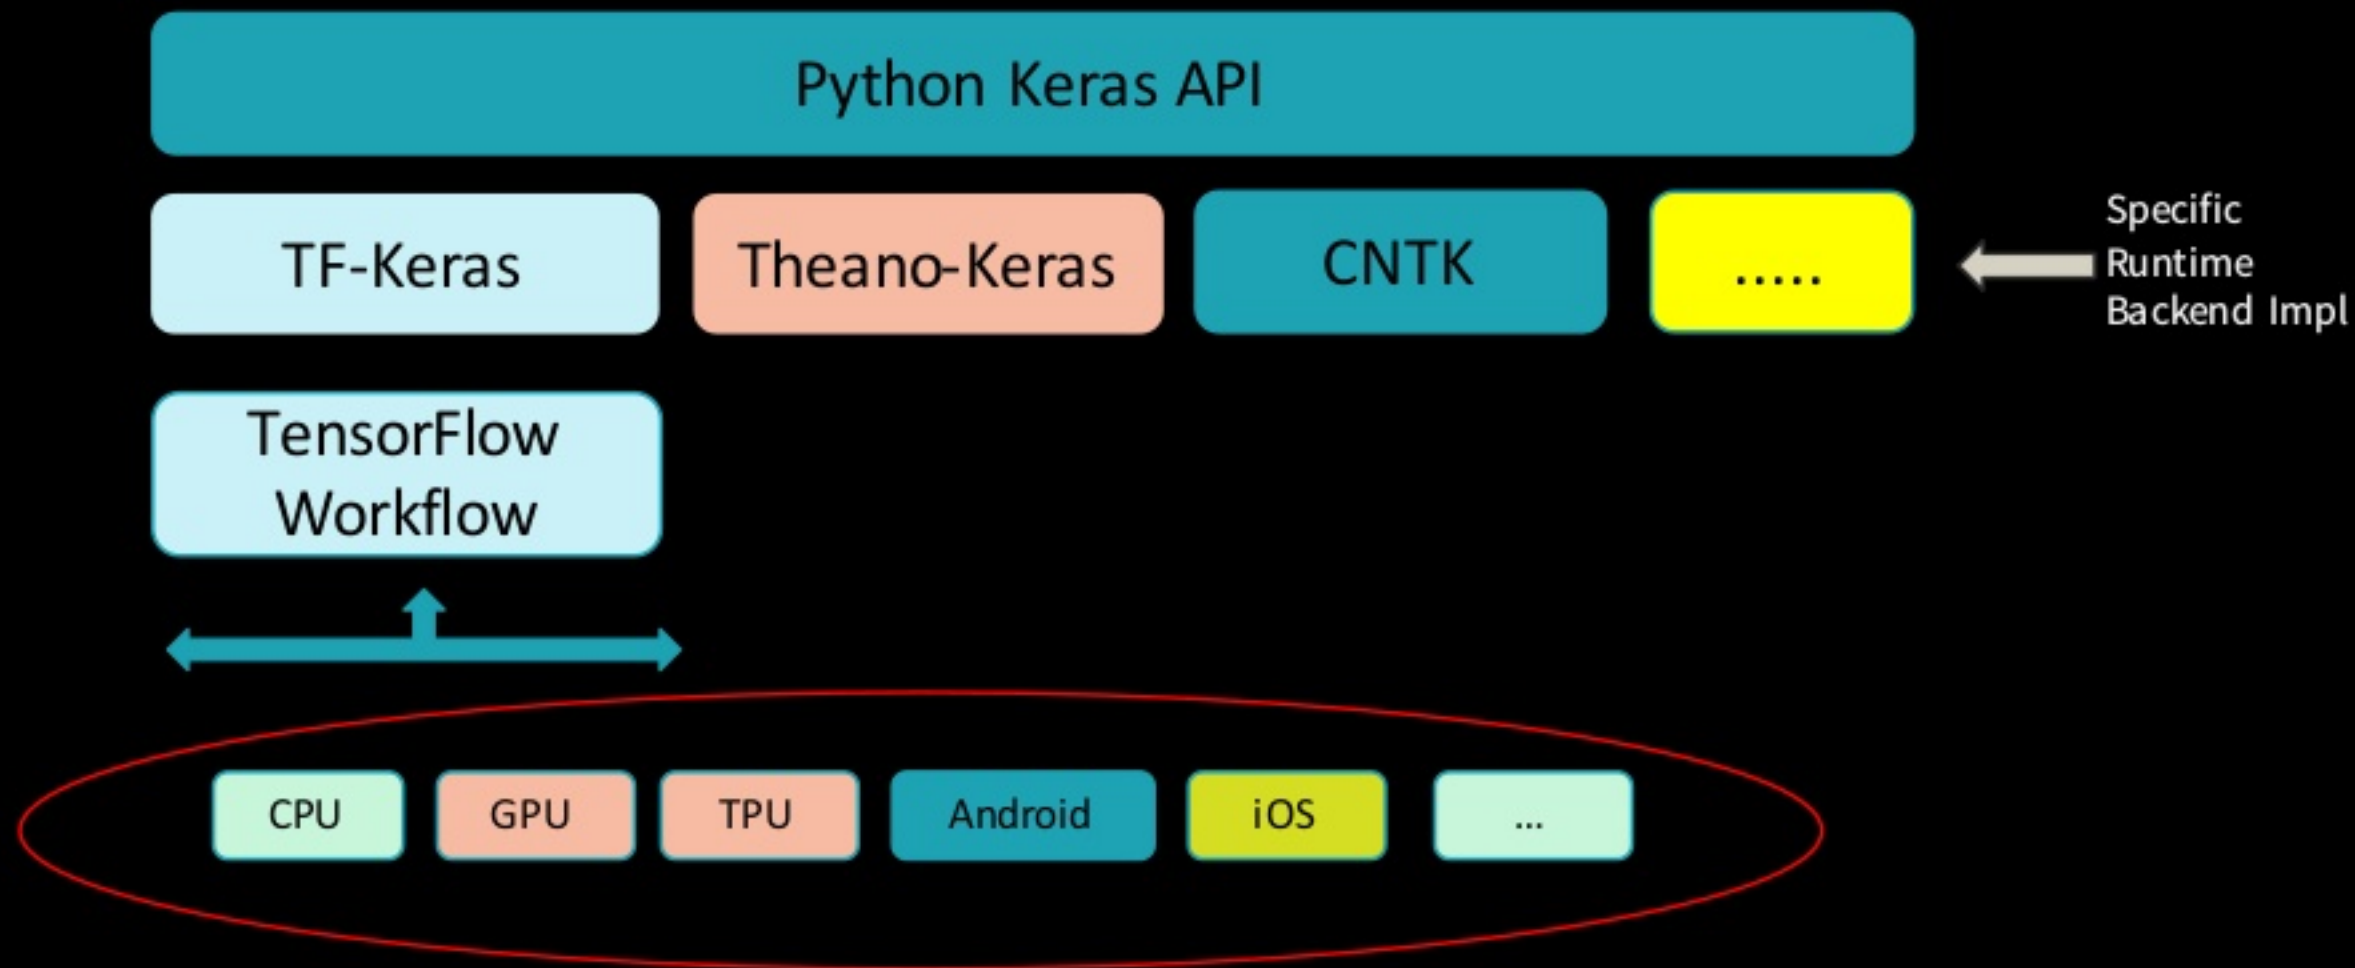 Python Keras API
TF-Keras
Theano-Keras
CNTK
.....
Specific
Runtime
Backend Impl
TensorFlow
Workflow
CPU
GPU
TPU
Android
iOS
...